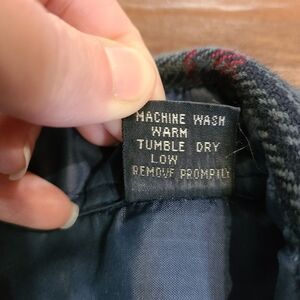 MACHINE WASH
WARM
TUMBLE DRY
LOW
REMOVE PROMPTLY